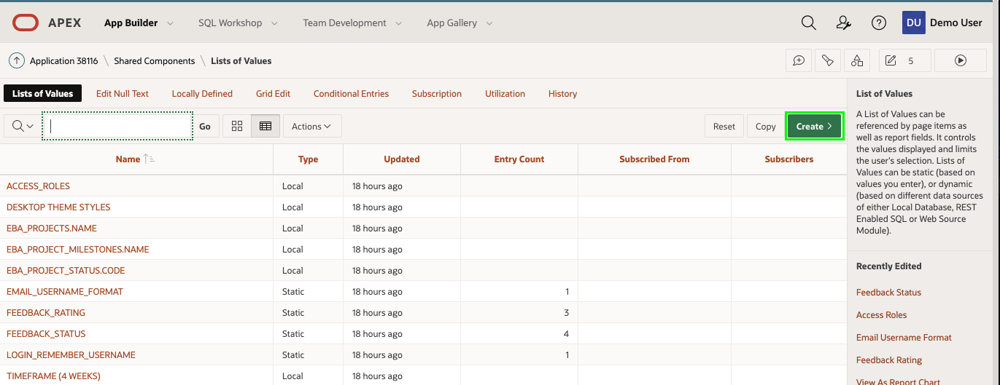 APEX App Builder SQL Workshop Team Development App Gallery DU Demo User
Application 38116 \ Shared Components \ Lists of Values 5
Lists of Values Edit Null Text Locally Defined Grid Edit Conditional Entries Subscription Utilization History
Go Actions Reset Copy Create >
Name Type Updated Entry Count Subscribed From Subscribers
ACCESS_ROLES Local 18 hours ago
DESKTOP THEME STYLES Local 18 hours ago
EBA_PROJECTS.NAME Local 18 hours ago
EBA_PROJECT_MILESTONES.NAME Local 18 hours ago
EBA_PROJECT_STATUS.CODE Local 18 hours ago
EMAIL_USERNAME_FORMAT Static 18 hours ago 1
FEEDBACK_RATING Static 18 hours ago 3
FEEDBACK_STATUS Static 18 hours ago 4
LOGIN_REMEMBER_USERNAME Static 18 hours ago 1
TIMEFRAME (4 WEEKS) Local 18 hours ago
List of Values
A List of Values can be
referenced by page items as
well as report fields. It controls
the values displayed and limits
the user's selection. Lists of
Values can be static (based on
values you enter), or dynamic
(based on different data sources
of either Local Database, REST
Enabled SQL or Web Source
Module).
Recently Edited
Feedback Status
Access Roles
Email Username Format
Feedback Rating
View As Report Chart